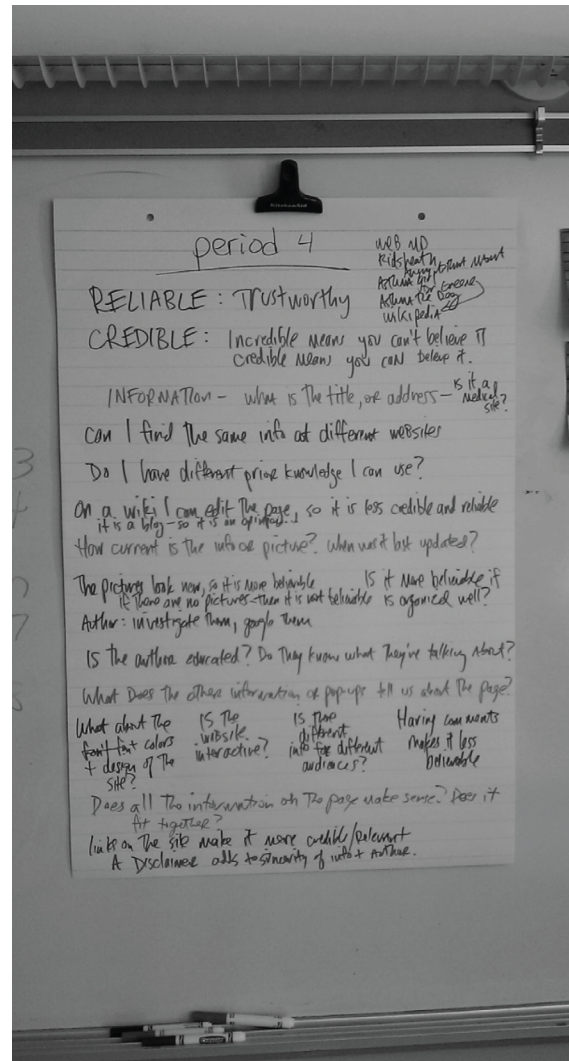 KitchenAid
period 4
WEB MD
Kidshealth
Asthma
Asthma The Dog
Wikipedia
RELIABLE: Trustworthy
CREDIBLE: Incredible means you can't believe it
credible means you can believe it.
INFORMATION - what is the title, or address - is it a medical site?
Can I find the same info at different websites
Do I have different prior knowledge I can use?
On a wiki I can edit the page, so it is less credible and reliable
it is a blog - so it is an opinion
How current is the info or picture? When was it last updated?
The pictures look new, so it is more believable
if there are no pictures - then it is not believable
Is it more believable if
is organized well?
Author: investigate them, google them
Is the author educated? Do they know what they're talking about?
What Does the other information or popups tell us about the page?
What about the
font colors
+ design of the
site?
Is the
website
interactive?
Is there
different
info for different
audiences?
Having comments
makes it less
believable
Does all the information on the page make sense? Does it
fit together?
links on the site make it more credible/relevant
A Disclaimer adds to sincerity of info + Author.